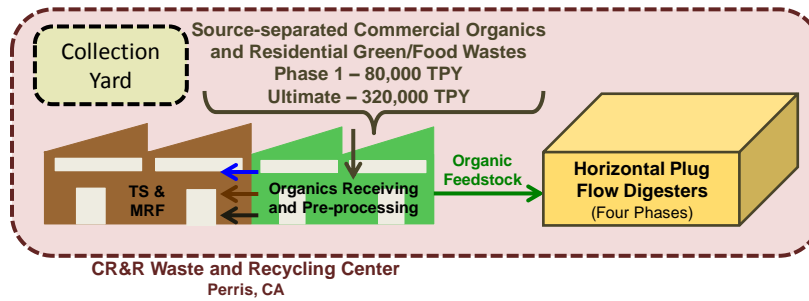 Collection
Yard
Source-separated Commercial Organics
and Residential Green/Food Wastes
Phase 1 – 80,000 TPY
Ultimate – 320,000 TPY
TS &
MRF
Organics Receiving
and Pre-processing
Organic
Feedstock
Horizontal Plug
Flow Digesters
(Four Phases)
CR&R Waste and Recycling Center
Perris, CA